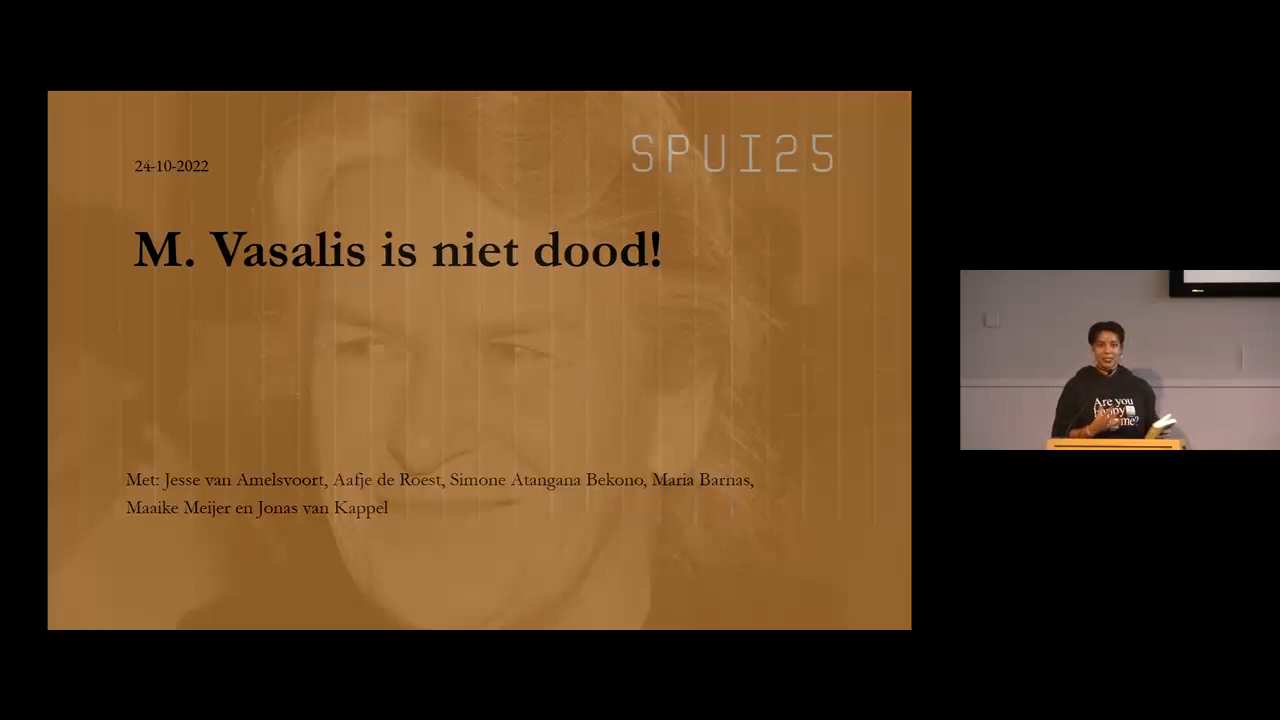 SPUI25
24-10-2022
M. Vasalis is niet dood!
Met: Jesse van Amelsvoort, Aafje de Roest, Simone Atangana Bekono, Maria Barnas,
Maaike Meijer en Jonas van Kappel
Are you
happy
me?